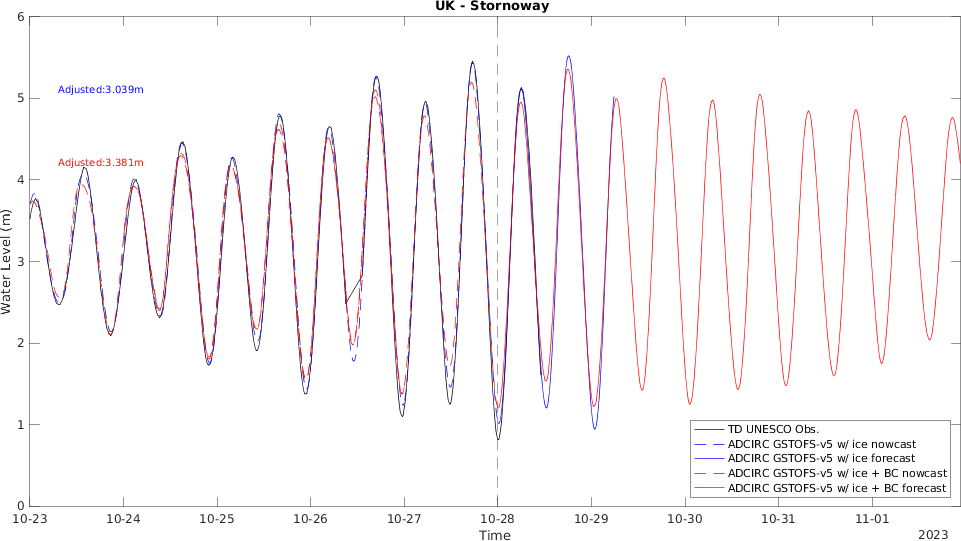 UK - Stornoway
6
5
4
3
2
1
0
Water Level (m)
Adjusted:3.039m
Adjusted:3.381m
TD UNESCO Obs.
ADCIRC GSTOFS-v5 w/ ice nowcast
ADCIRC GSTOFS-v5 w/ ice forecast
ADCIRC GSTOFS-v5 w/ ice + BC nowcast
ADCIRC GSTOFS-v5 w/ ice + BC forecast
10-23 10-24 10-25 10-26 10-27 10-28 10-29 10-30 10-31 11-01
Time
2023